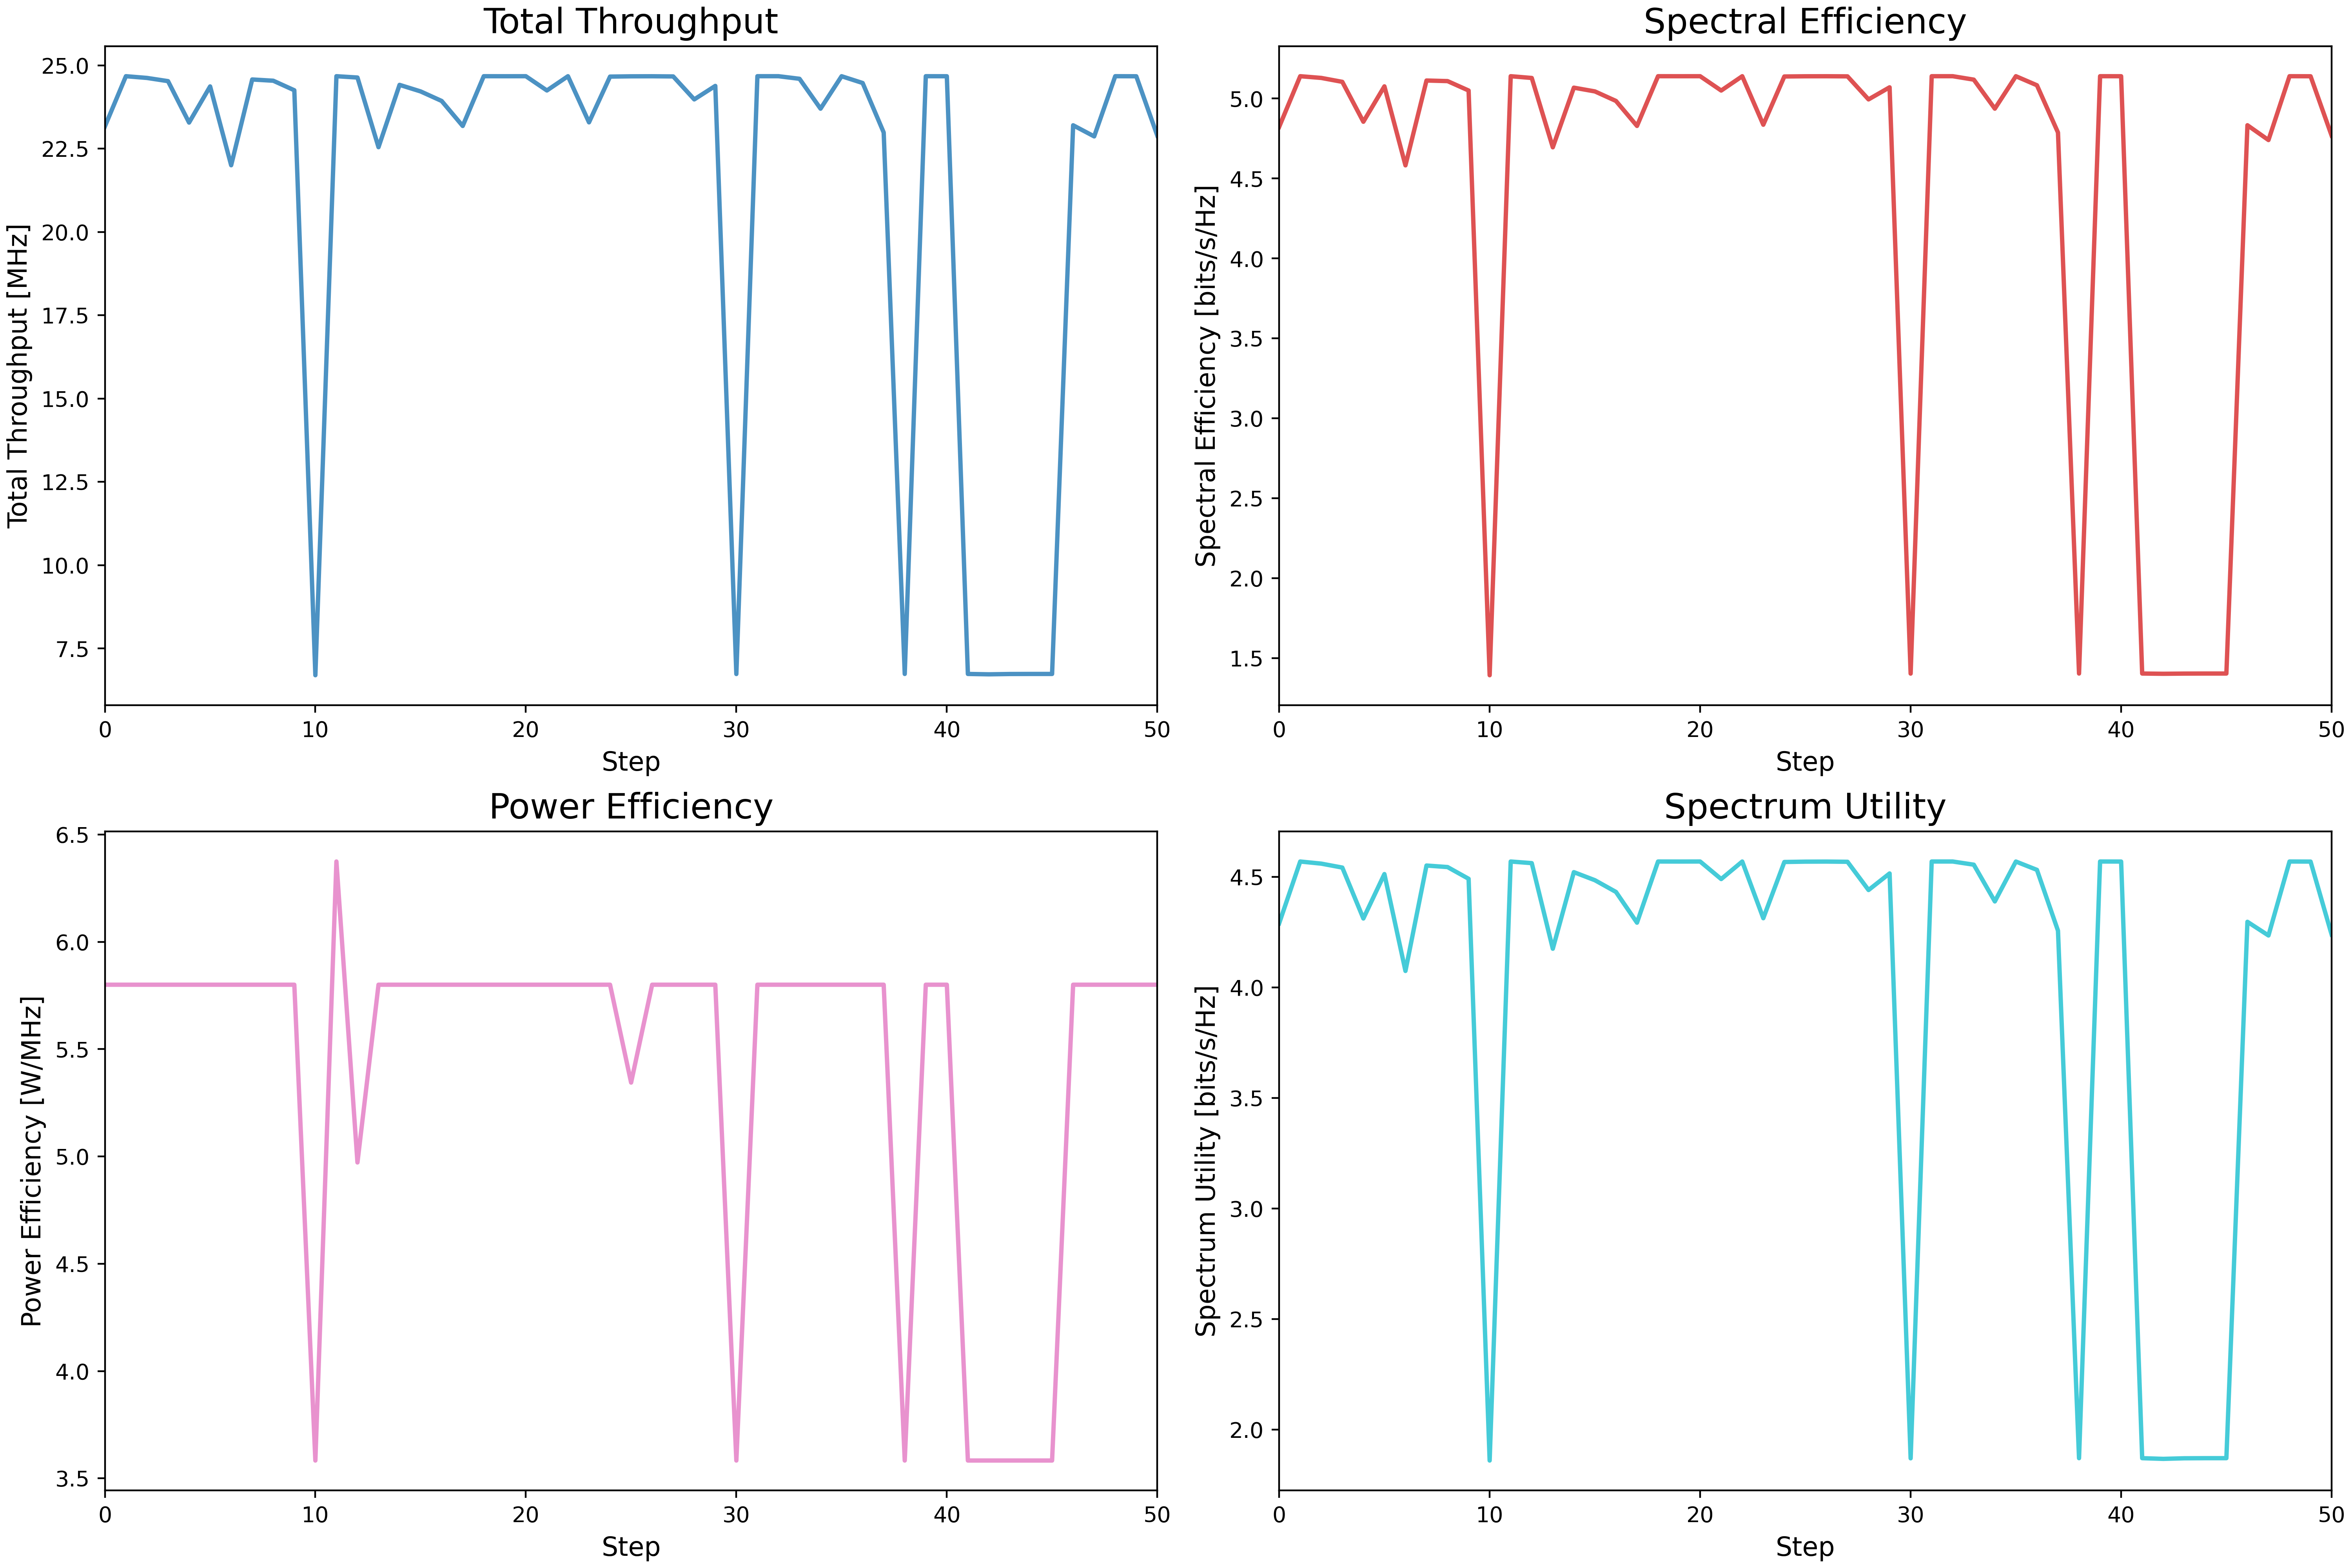 Total Throughput
Total Throughput [MHz]
25.0
22.5
20.0
17.5
15.0
12.5
10.0
7.5
0 10 20 30 40 50
Step
Spectral Efficiency
Spectral Efficiency [bits/s/Hz]
5.0
4.5
4.0
3.5
3.0
2.5
2.0
1.5
0 10 20 30 40 50
Step
Power Efficiency
Power Efficiency [W/MHz]
6.5
6.0
5.5
5.0
4.5
4.0
3.5
0 10 20 30 40 50
Step
Spectrum Utility
Spectrum Utility [bits/s/Hz]
4.5
4.0
3.5
3.0
2.5
2.0
0 10 20 30 40 50
Step